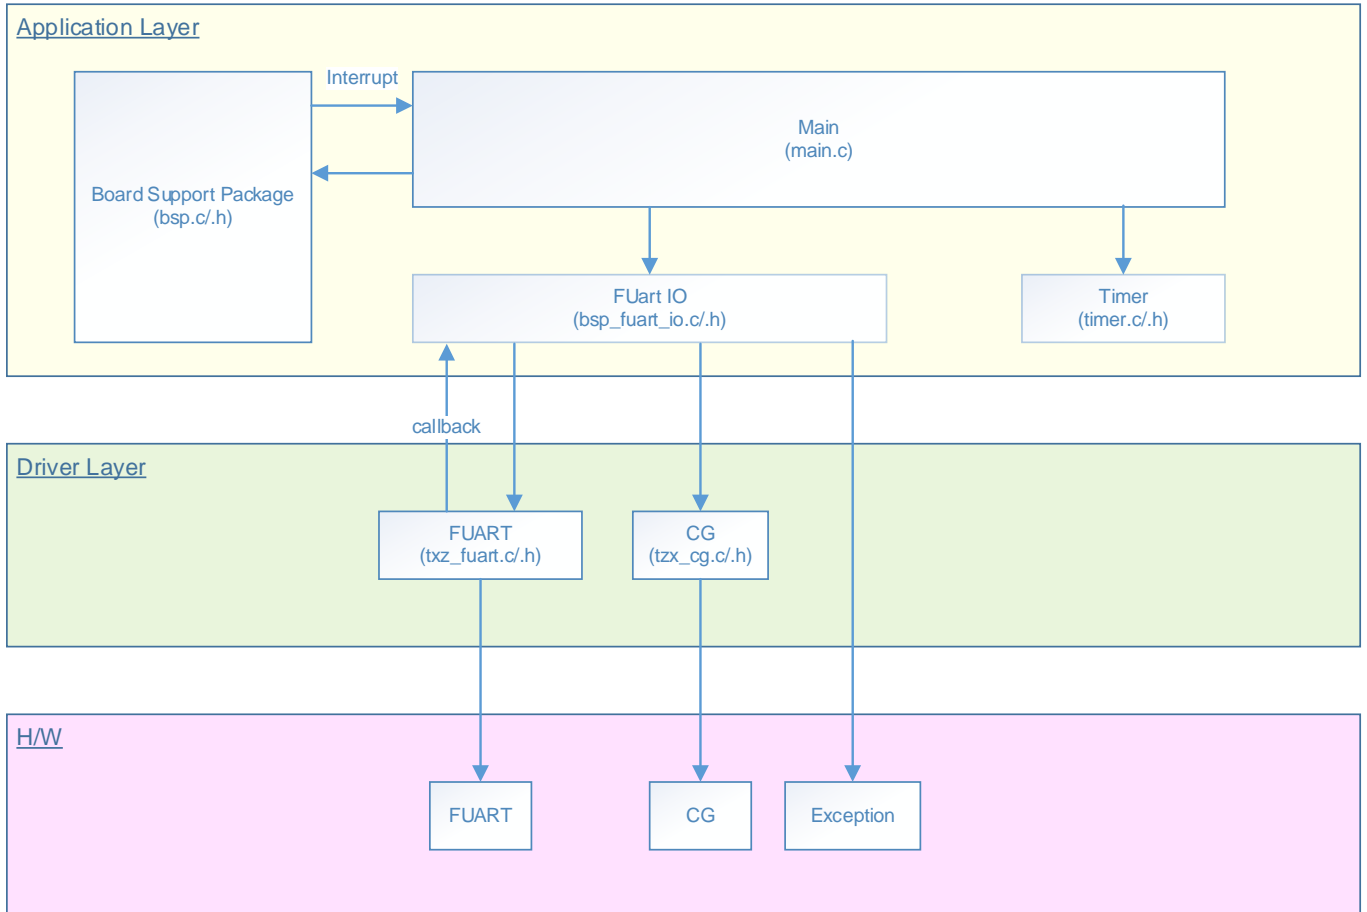 Application Layer
Interrupt
Main
(main.c)
Board Support Package
(bsp.c/.h)
FUart IO
(bsp_fuart_io.c/.h)
Timer
(timer.c/.h)
callback
Driver Layer
FUART
(txz_fuart.c/.h)
CG
(tzx_cg.c/.h)
H/W
FUART
CG
Exception